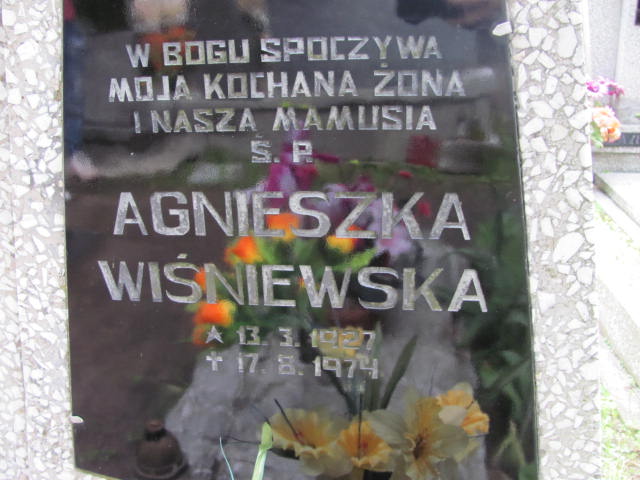 W BOGU SPOCZYWA
MOJA KOCHANA ŻONA
I NASZA MAMUSIA
Ś. P.
AGNIESZKA
WIŚNIEWSKA
★ 13. 3. 1927
✝ 17. 8. 1974